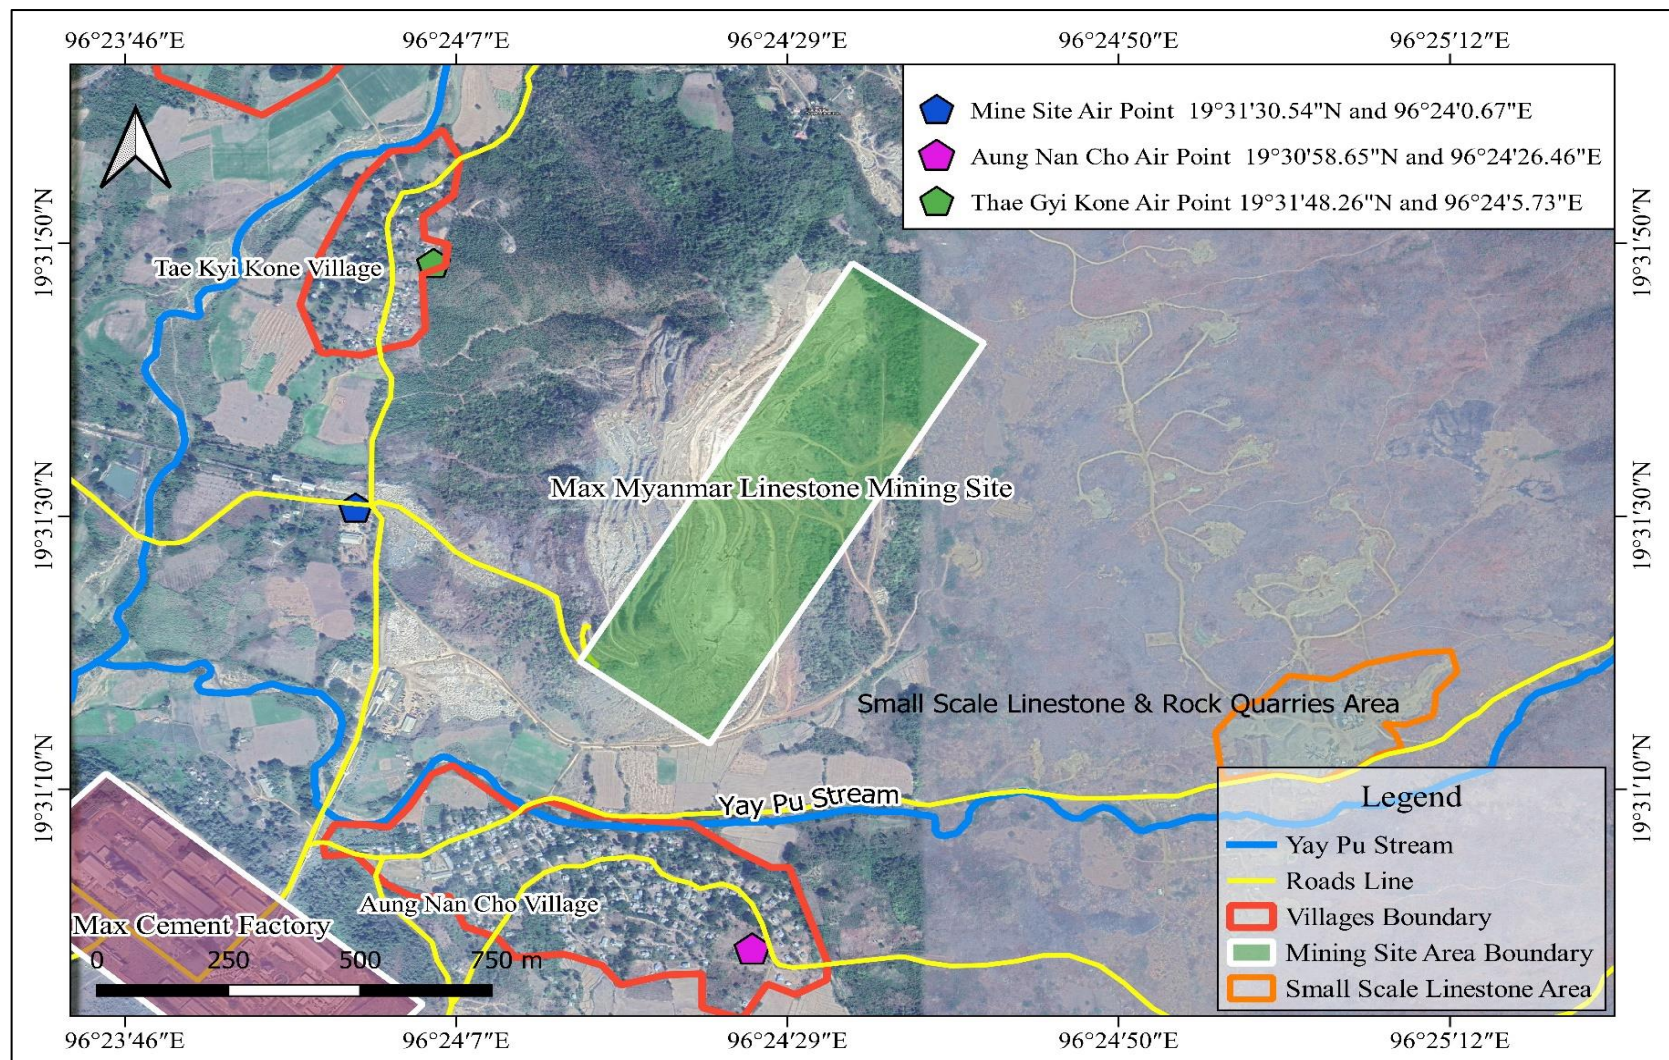 96°23′46″E 96°24′7″E 96°24′29″E 96°24′50″E 96°25′12″E
Mine Site Air Point 19°31'30.54"N and 96°24'0.67"E
Aung Nan Cho Air Point 19°30'58.65"N and 96°24'26.46"E
Thae Gyi Kone Air Point 19°31'48.26"N and 96°24'5.73"E
19°31′50″N
19°31′50″N
Tae Kyi Kone Village
Max Myanmar Linestone Mining Site
19°31′30″N
19°31′30″N
Small Scale Linestone & Rock Quarries Area
19°31′10″N
19°31′10″N
Yay Pu Stream
Aung Nan Cho Village
Max Cement Factory
0 250 500 750 m
Legend
Yay Pu Stream
Roads Line
Villages Boundary
Mining Site Area Boundary
Small Scale Linestone Area
96°23′46″E 96°24′7″E 96°24′29″E 96°24′50″E 96°25′12″E